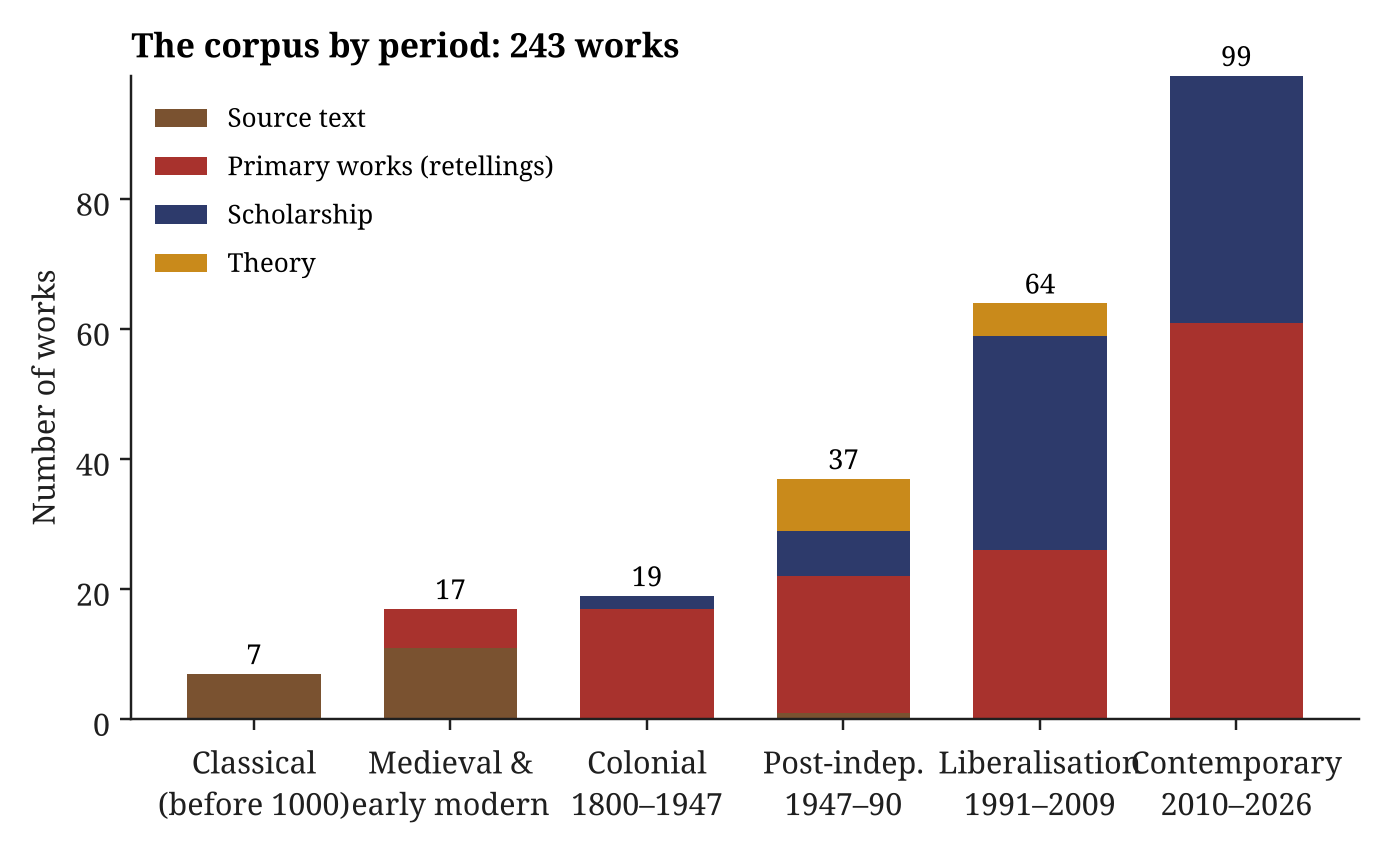 The corpus by period: 243 works
Source text
Primary works (retellings)
Scholarship
Theory
Number of works
80
60
40
20
0
7
17
19
37
64
99
Classical
(before 1000)
Medieval &
early modern
Colonial
1800–1947
Post-indep.
1947–90
Liberalisation
1991–2009
Contemporary
2010–2026